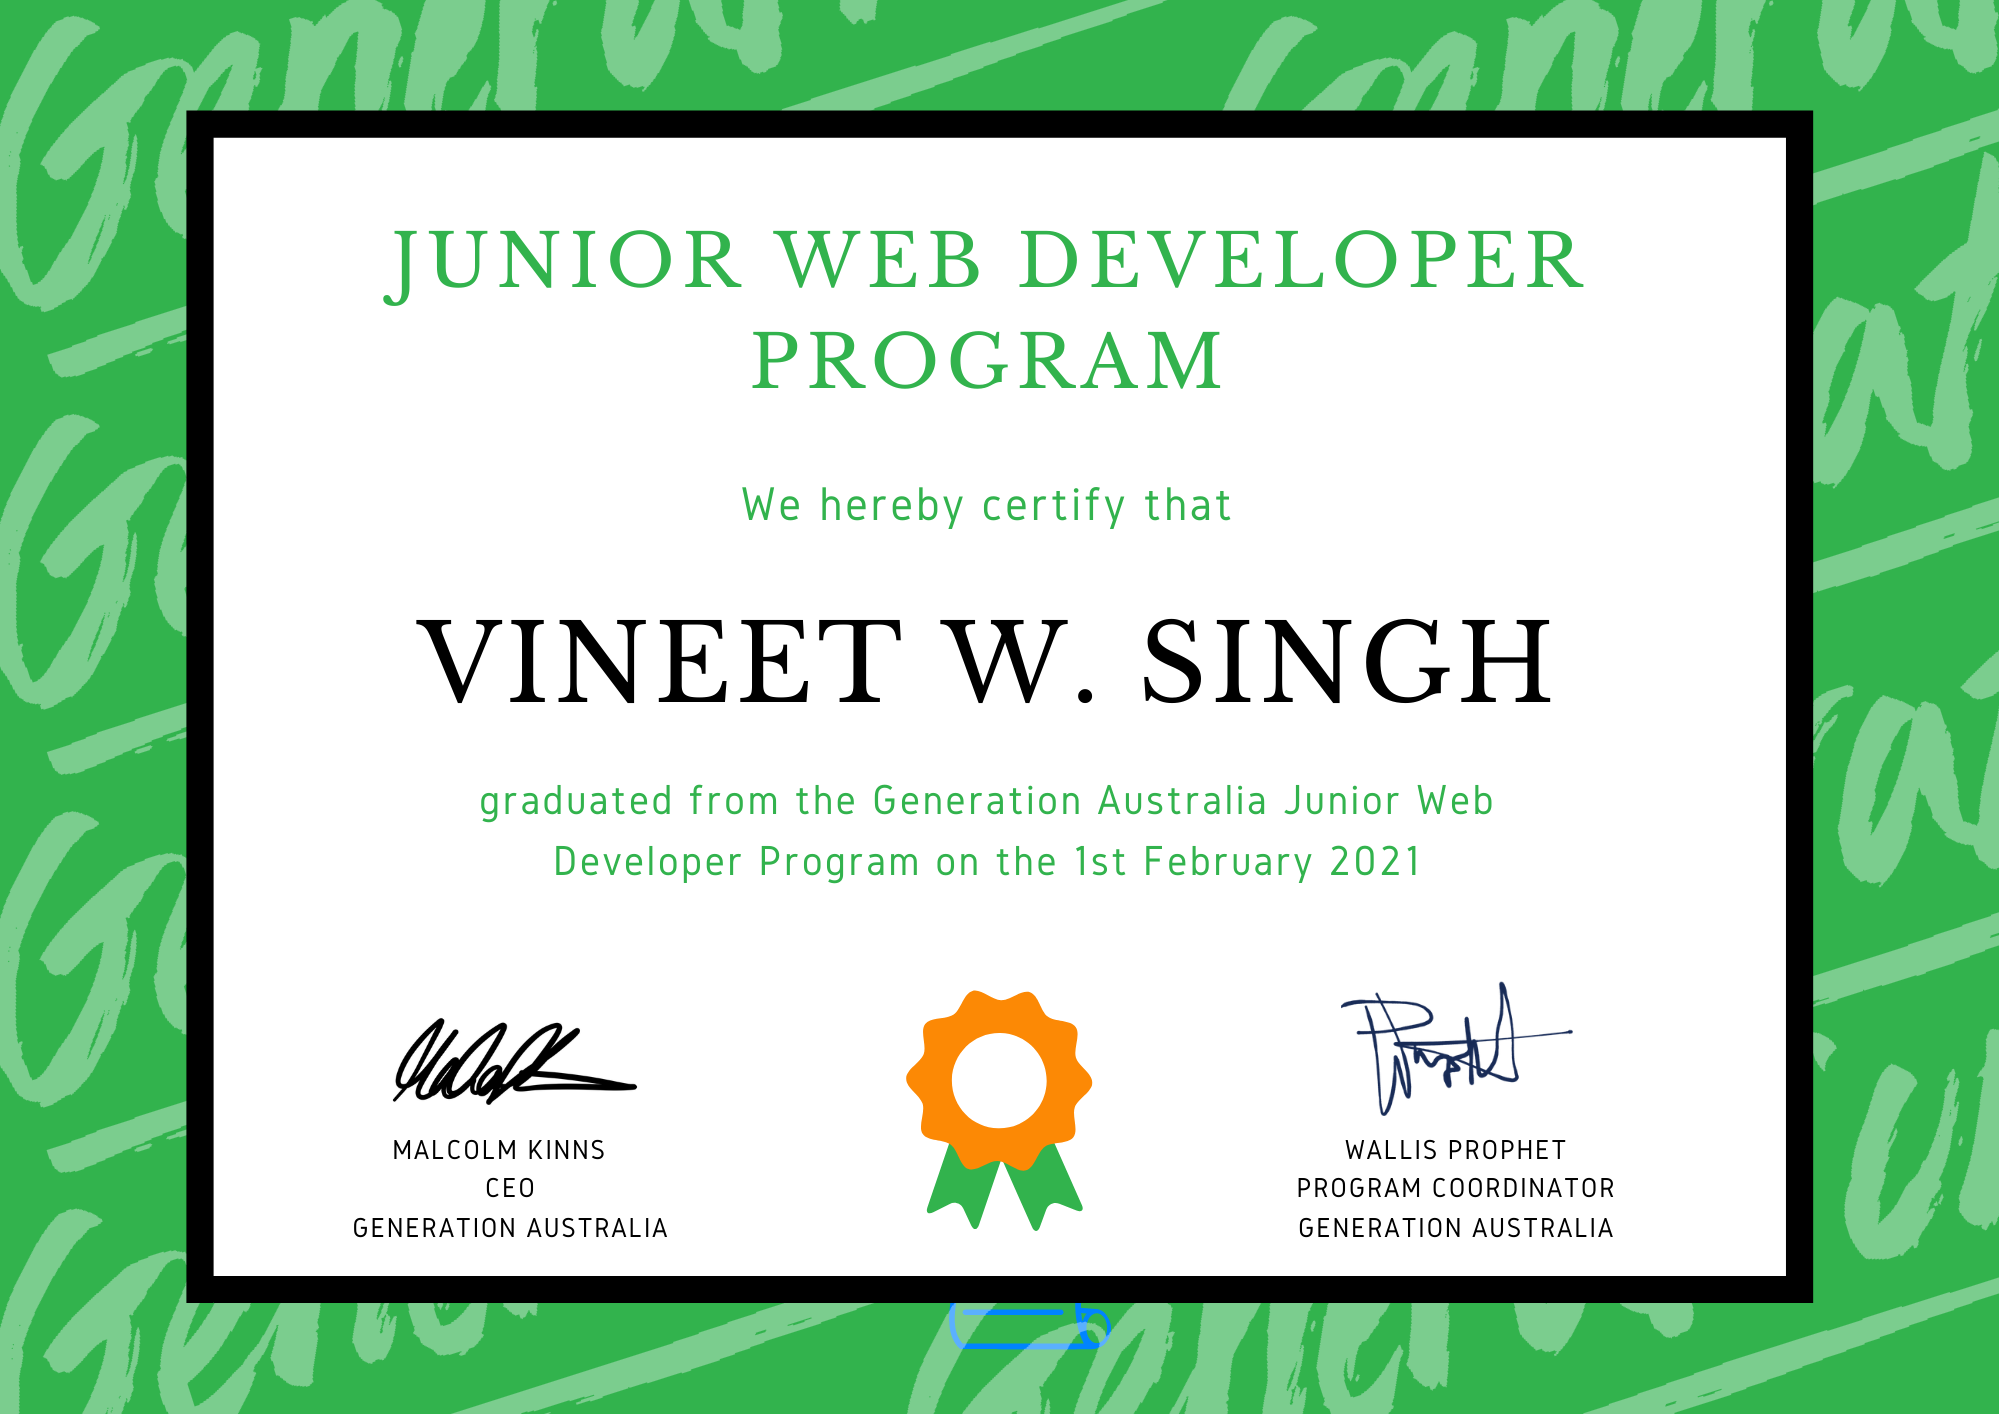 JUNIOR WEB DEVELOPER
PROGRAM
We hereby certify that
VINEET W. SINGH
graduated from the Generation Australia Junior Web
Developer Program on the 1st February 2021
MALCOLM KINNS
CEO
GENERATION AUSTRALIA
WALLIS PROPHET
PROGRAM COORDINATOR
GENERATION AUSTRALIA